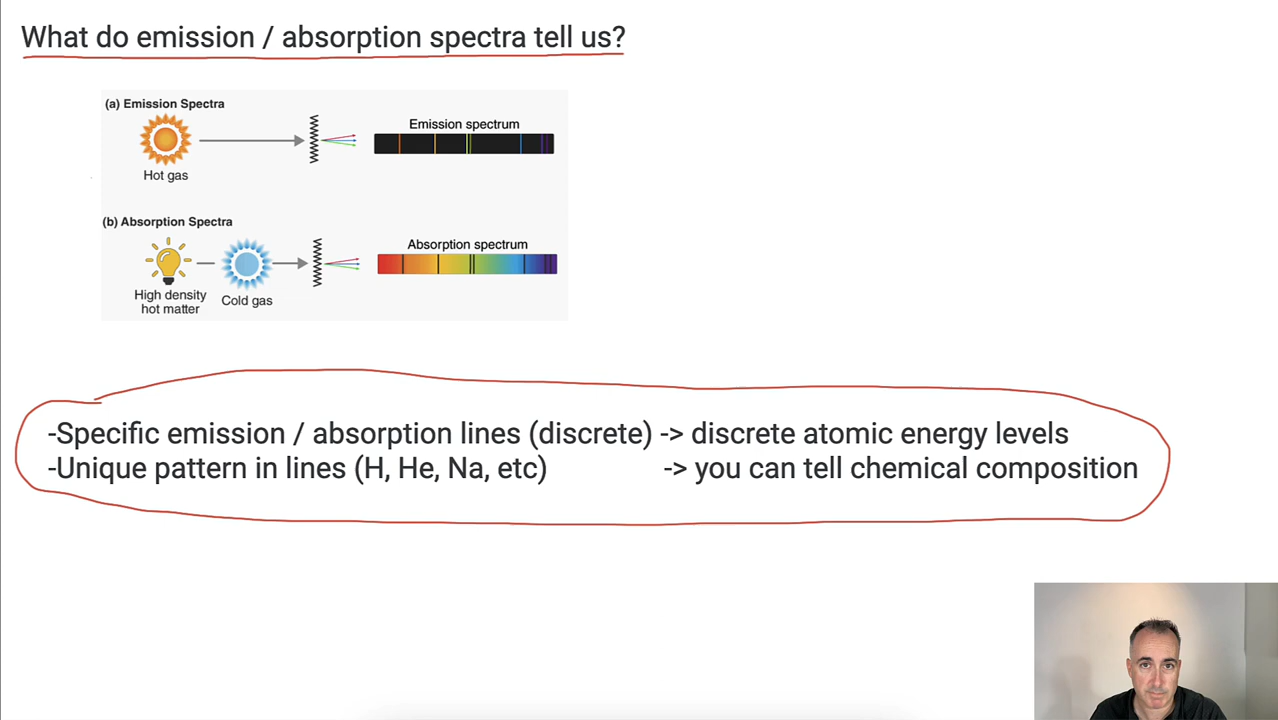 What do emission / absorption spectra tell us?
(a) Emission Spectra
Emission spectrum
Hot gas
(b) Absorption Spectra
Absorption spectrum
High density
hot matter
Cold gas
-Specific emission / absorption lines (discrete) -> discrete atomic energy levels
-Unique pattern in lines (H, He, Na, etc) -> you can tell chemical composition